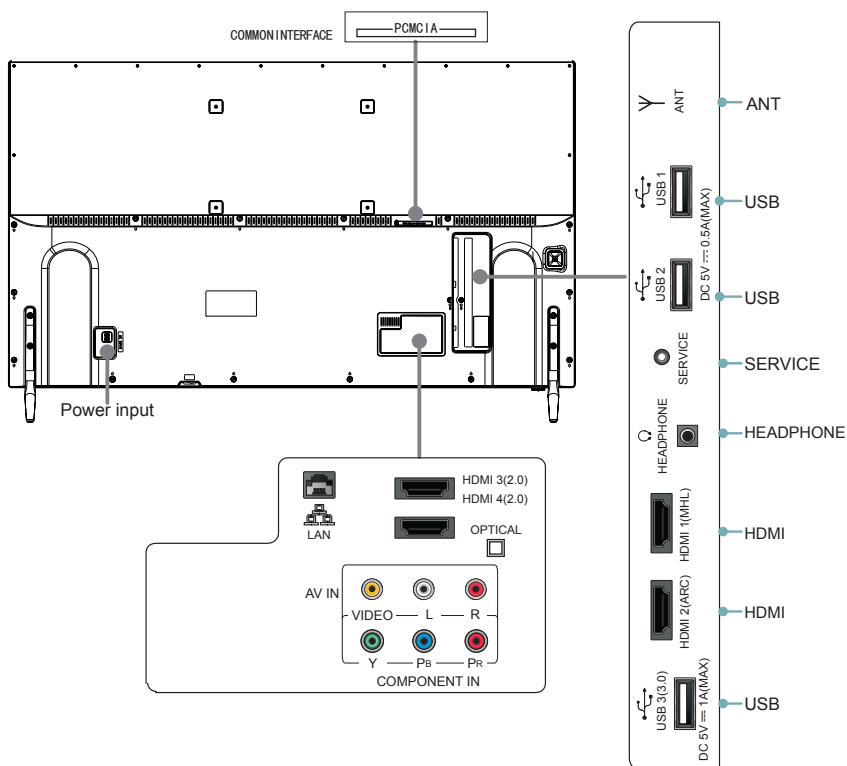 COMMON INTERFACE
PCMCIA
Power input
LAN
HDMI 3(2.0)
HDMI 4(2.0)
OPTICAL
AV IN
VIDEO L R
Y PB PR
COMPONENT IN
ANT
ANT
USB 1
USB
DC 5V ⎓ 0.5A(MAX)
USB 2
USB
SERVICE
SERVICE
HEADPHONE
HEADPHONE
HDMI 1(MHL)
HDMI
HDMI 2(ARC)
HDMI
USB 3(3.0)
DC 5V ⎓ 1A(MAX)
USB